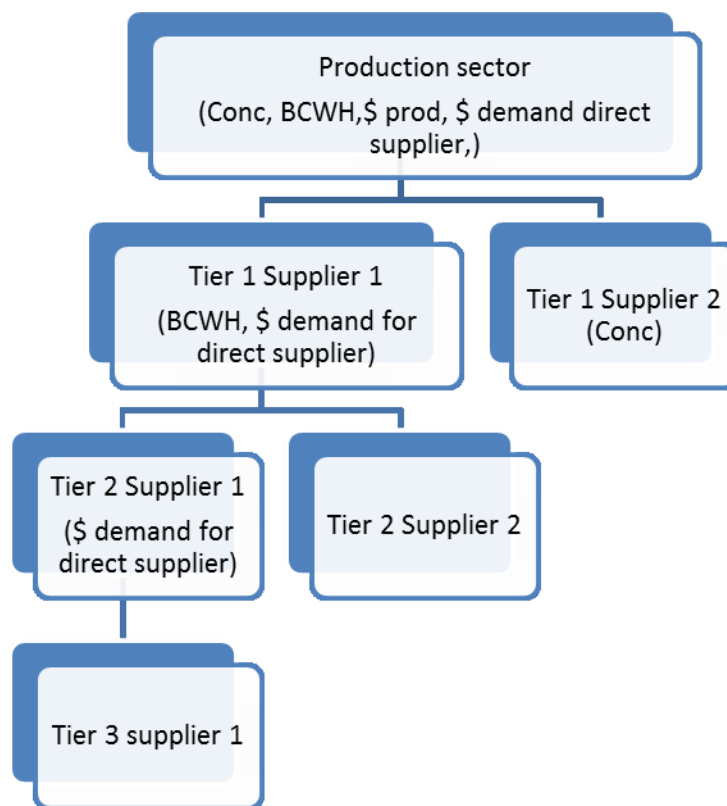 Production sector
(Conc, BCWH,$ prod, $ demand direct
supplier,)
Tier 1 Supplier 1
(BCWH, $ demand for
direct supplier)
Tier 1 Supplier 2
(Conc)
Tier 2 Supplier 1
($ demand for
direct supplier)
Tier 2 Supplier 2
Tier 3 supplier 1